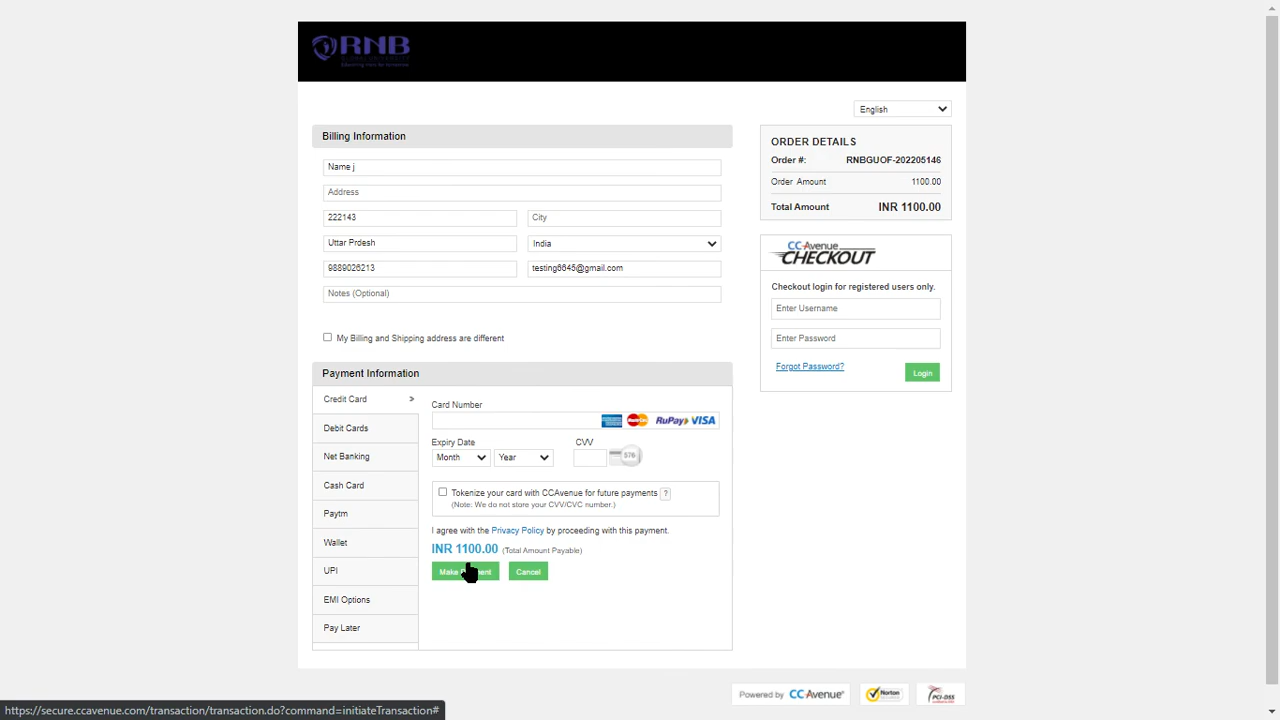 RNB
English
Billing Information
Name j
Address
222143
City
Uttar Prdesh
India
9889026213
testing6645@gmail.com
Notes (Optional)
My Billing and Shipping address are different
ORDER DETAILS
Order #: RNBGUOF-202205146
Order Amount 1100.00
Total Amount INR 1100.00
CC Avenue
CHECKOUT
Checkout login for registered users only.
Enter Username
Enter Password
Forgot Password?
Login
Payment Information
Credit Card
Debit Cards
Net Banking
Cash Card
Paytm
Wallet
UPI
EMI Options
Pay Later
Card Number
RuPay VISA
Expiry Date
CVV
Month
Year
Tokenize your card with CCAvenue for future payments ?
(Note: We do not store your CVV/CVC number.)
I agree with the Privacy Policy by proceeding with this payment.
INR 1100.00 (Total Amount Payable)
Cancel
Powered by CCAvenue
Norton
PCI-DSS
https://secure.ccavenue.com/transaction/transaction.do?command=initiateTransaction#